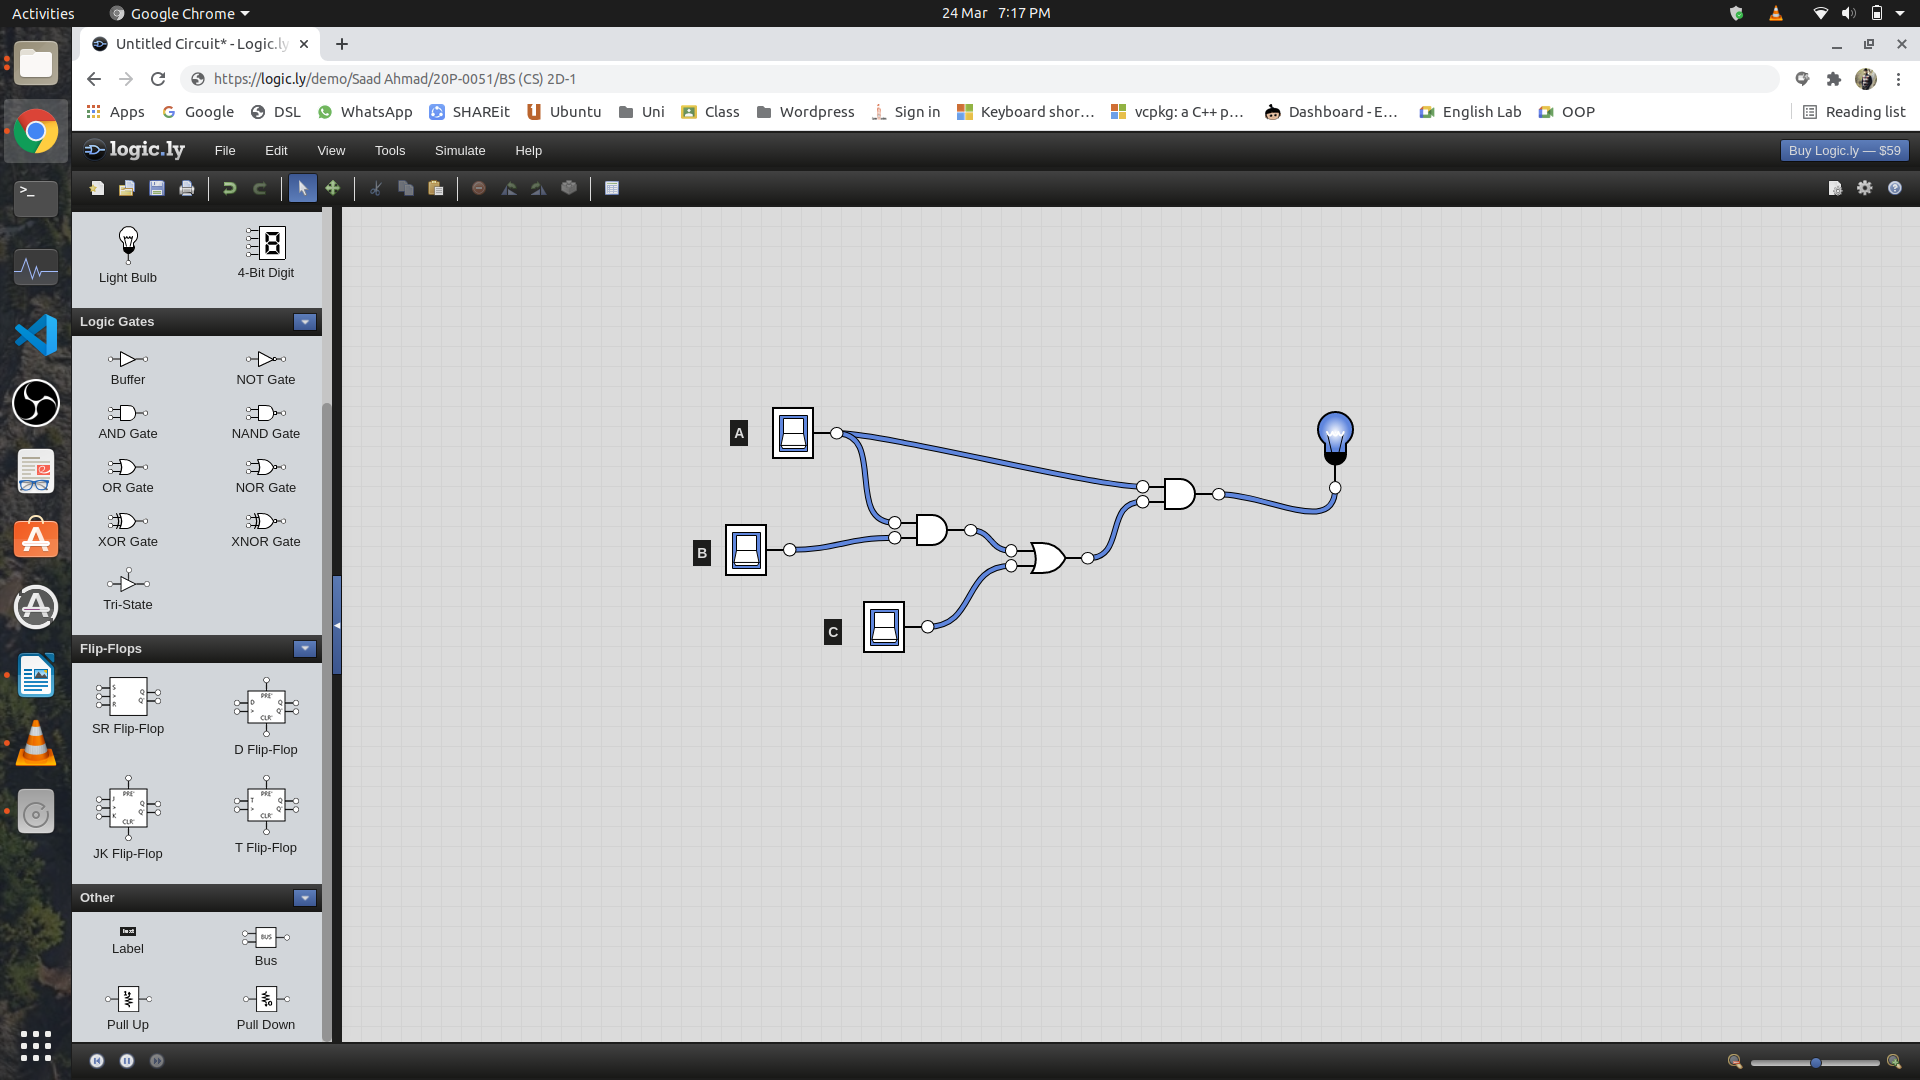 Activities
Google Chrome
24 Mar 7:17 PM
Untitled Circuit* - Logic.ly
https://logic.ly/demo/Saad Ahmad/20P-0051/BS (CS) 2D-1
Apps
Google
DSL
WhatsApp
SHAREit
Ubuntu
Uni
Class
Wordpress
Sign in
Keyboard shor...
vcpkg: a C++ p...
Dashboard - E...
English Lab
OOP
Reading list
logic.ly
File
Edit
View
Tools
Simulate
Help
Buy Logic.ly — $59
Light Bulb
4-Bit Digit
Logic Gates
Buffer
NOT Gate
AND Gate
NAND Gate
OR Gate
NOR Gate
XOR Gate
XNOR Gate
Tri-State
Flip-Flops
SR Flip-Flop
D Flip-Flop
JK Flip-Flop
T Flip-Flop
Other
Label
BUS
Bus
Pull Up
Pull Down
A
B
C